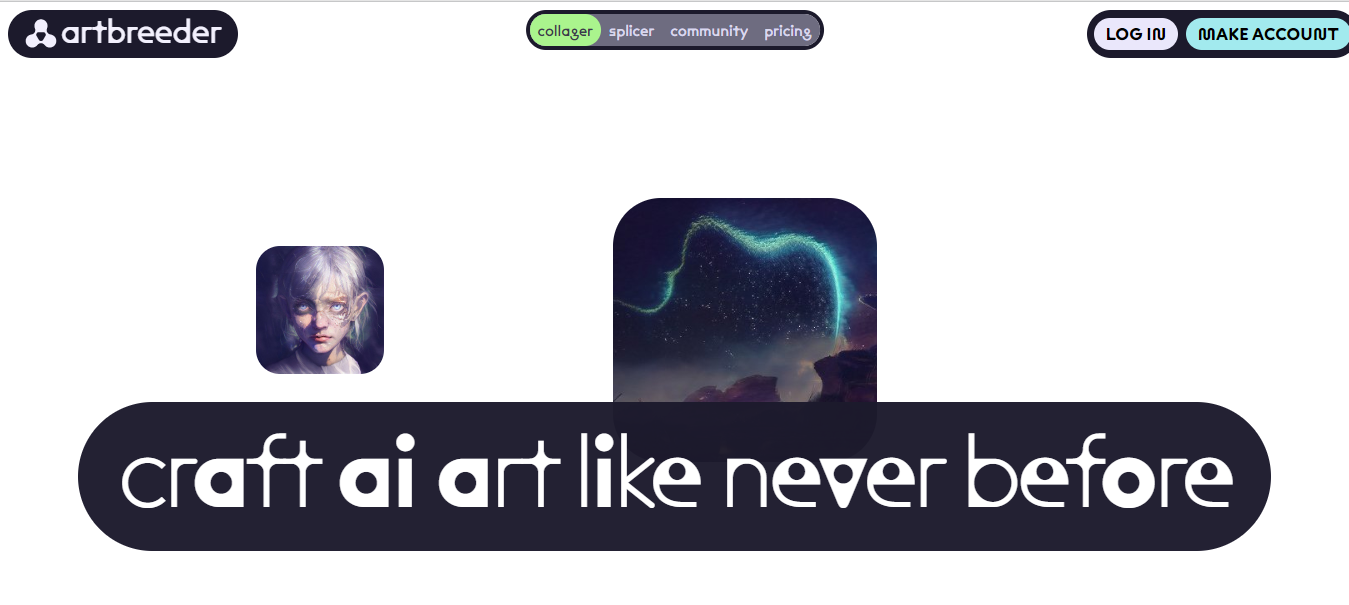 artbreeder
collager splicer community pricing
LOG IN MAKE ACCOUNT
craft ai art like never before